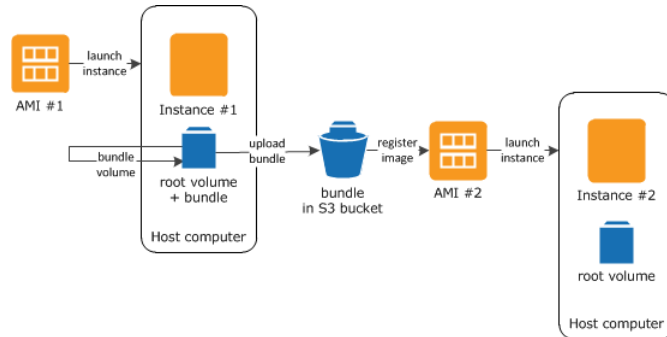 launch
instance
AMI #1
Instance #1
bundle
volume
root volume
+ bundle
Host computer
upload
bundle
bundle
in S3 bucket
register
image
AMI #2
launch
instance
Instance #2
root volume
Host computer